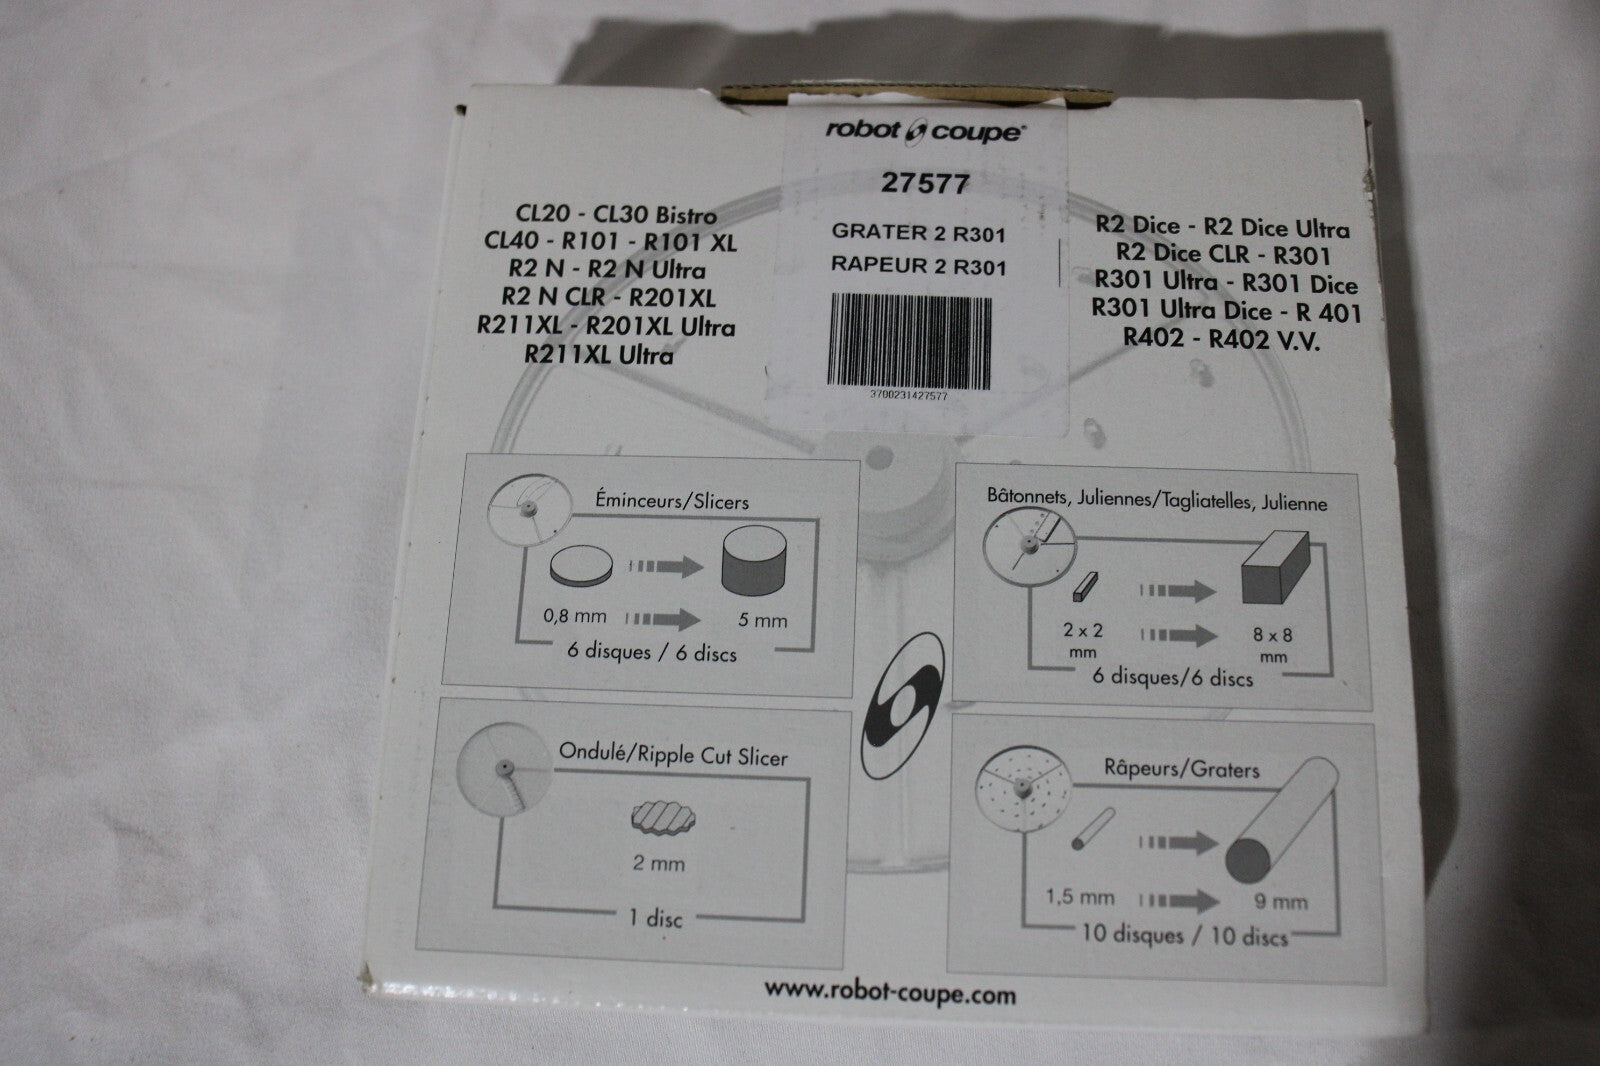 robot coupe®
27577
GRATER 2 R301
RAPEUR 2 R301
3700231427577
CL20 - CL30 Bistro
CL40 - R101 - R101 XL
R2 N - R2 N Ultra
R2 N CLR - R201XL
R211XL - R201XL Ultra
R211XL Ultra
R2 Dice - R2 Dice Ultra
R2 Dice CLR - R301
R301 Ultra - R301 Dice
R301 Ultra Dice - R 401
R402 - R402 V.V.
Éminceurs/Slicers
0,8 mm
5 mm
6 disques / 6 discs
Bâtonnets, Juliennes/Tagliatelles, Julienne
2 x 2
mm
8 x 8
mm
6 disques/6 discs
Ondulé/Ripple Cut Slicer
2 mm
1 disc
Râpeurs/Graters
1,5 mm
9 mm
10 disques / 10 discs
www.robot-coupe.com